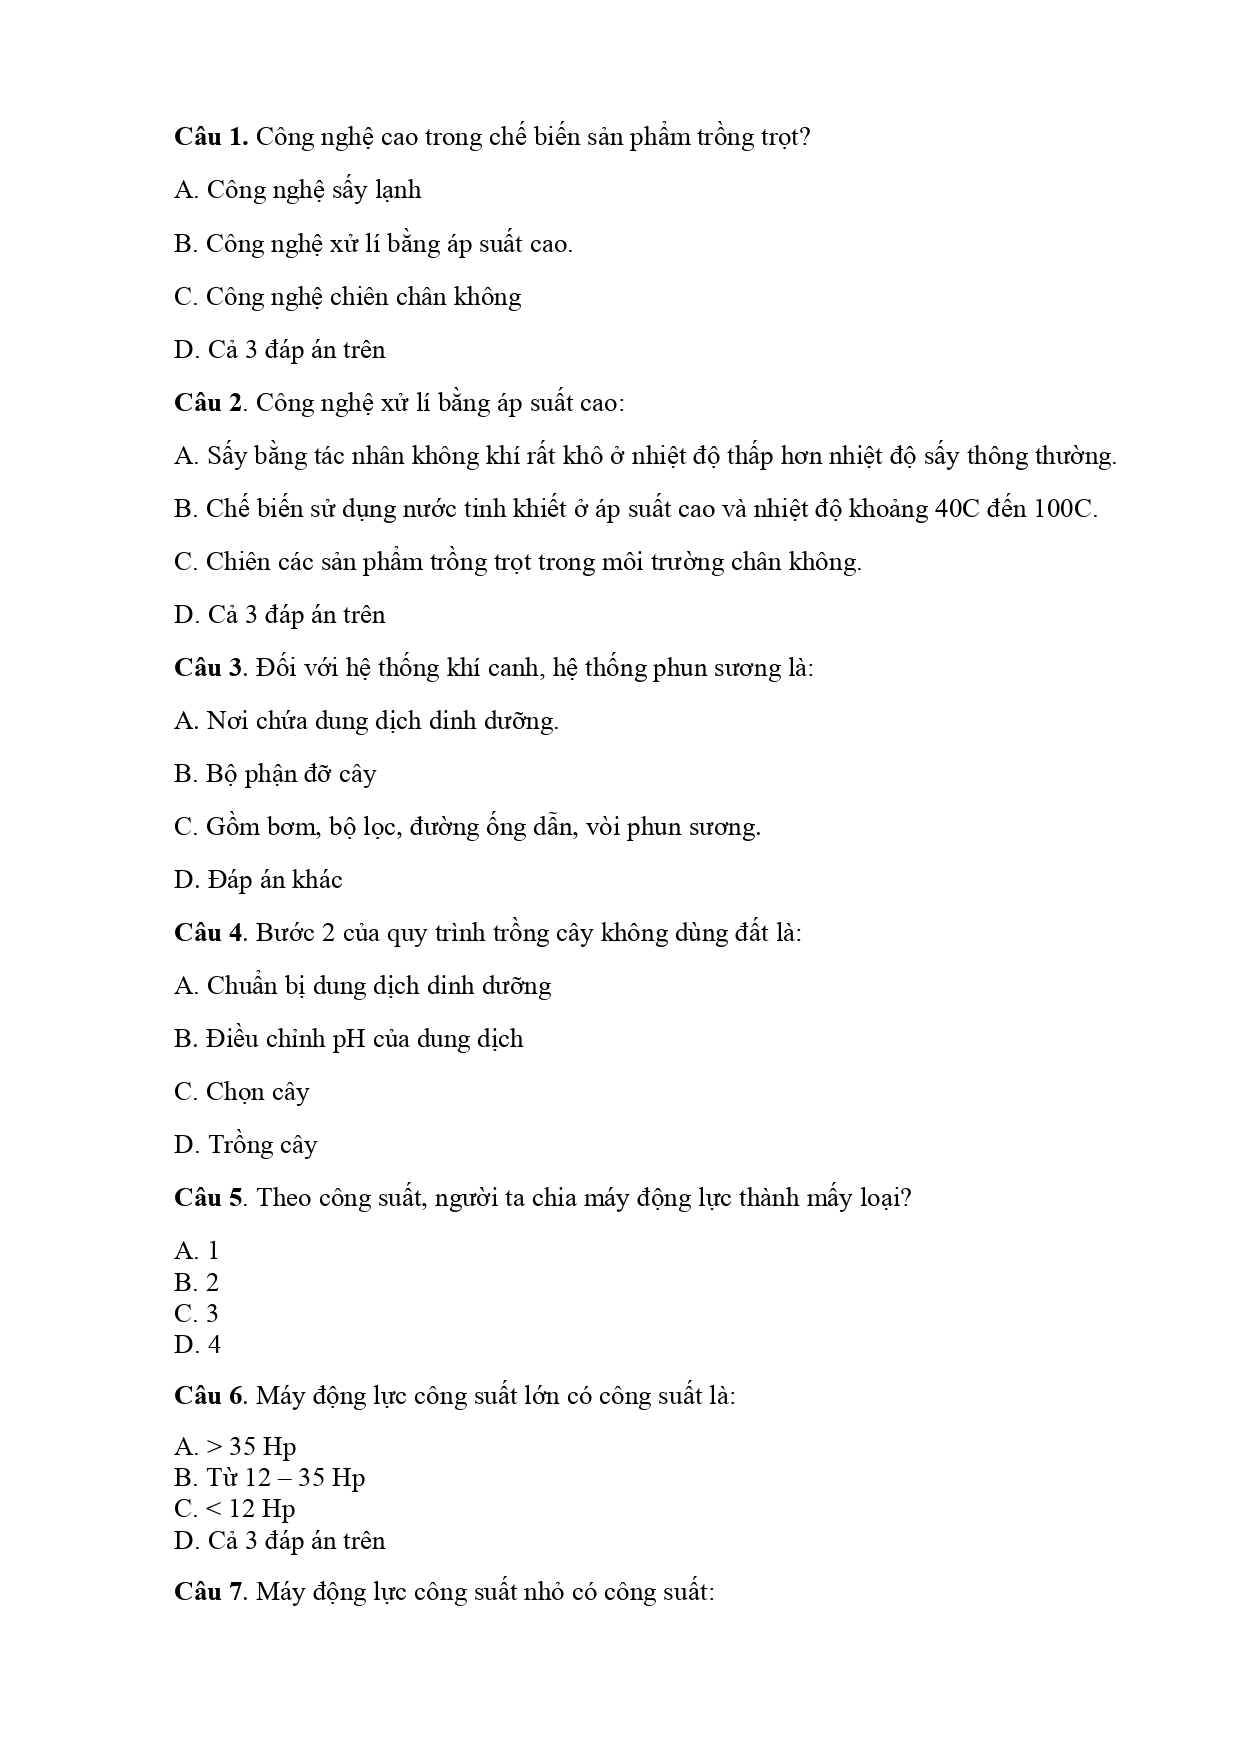 Câu 1. Công nghệ cao trong chế biến sản phẩm trồng trọt?
A. Công nghệ sấy lạnh
B. Công nghệ xử lí bằng áp suất cao.
C. Công nghệ chiên chân không
D. Cả 3 đáp án trên
Câu 2. Công nghệ xử lí bằng áp suất cao:
A. Sấy bằng tác nhân không khí rất khô ở nhiệt độ thấp hơn nhiệt độ sấy thông thường.
B. Chế biến sử dụng nước tinh khiết ở áp suất cao và nhiệt độ khoảng 40C đến 100C.
C. Chiên các sản phẩm trồng trọt trong môi trường chân không.
D. Cả 3 đáp án trên
Câu 3. Đối với hệ thống khí canh, hệ thống phun sương là:
A. Nơi chứa dung dịch dinh dưỡng.
B. Bộ phận đỡ cây
C. Gồm bơm, bộ lọc, đường ống dẫn, vòi phun sương.
D. Đáp án khác
Câu 4. Bước 2 của quy trình trồng cây không dùng đất là:
A. Chuẩn bị dung dịch dinh dưỡng
B. Điều chỉnh pH của dung dịch
C. Chọn cây
D. Trồng cây
Câu 5. Theo công suất, người ta chia máy động lực thành mấy loại?
A. 1
B. 2
C. 3
D. 4
Câu 6. Máy động lực công suất lớn có công suất là:
A. > 35 Hp
B. Từ 12 – 35 Hp
C. < 12 Hp
D. Cả 3 đáp án trên
Câu 7. Máy động lực công suất nhỏ có công suất: